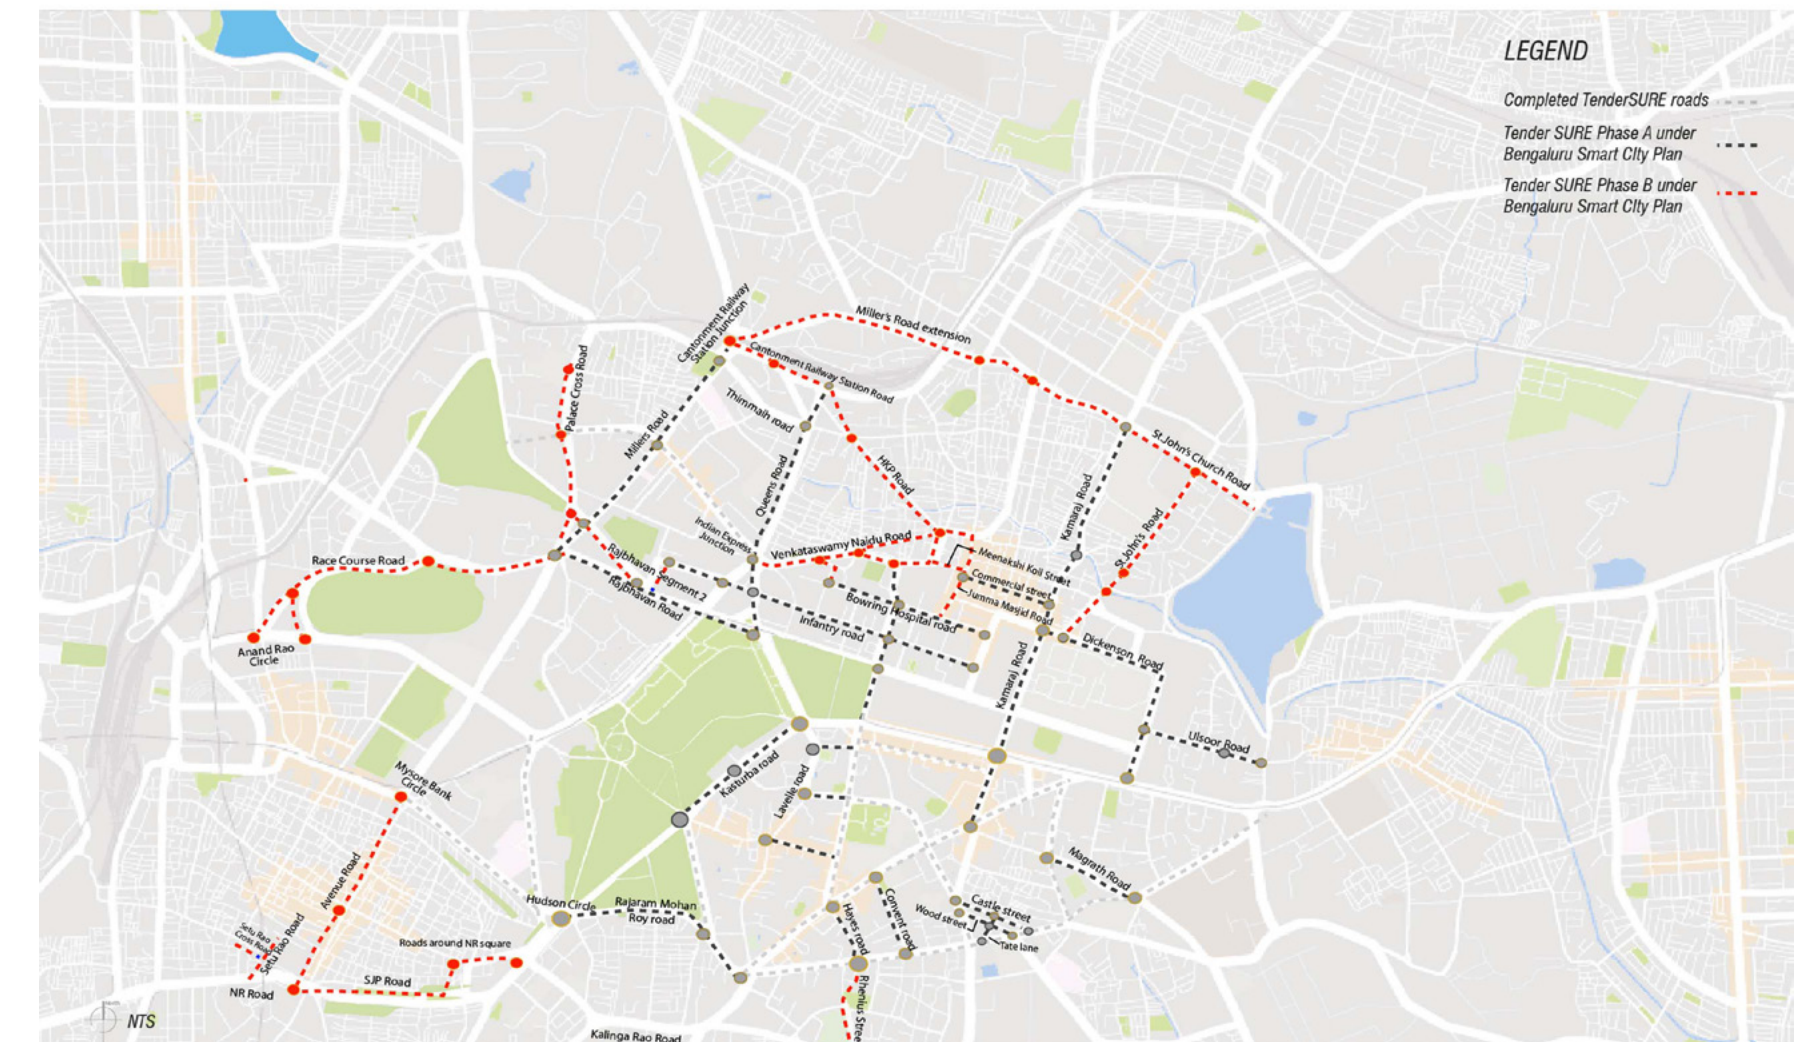 LEGEND
Completed TenderSURE roads
Tender SURE Phase A under
Bengaluru Smart CIty Plan
Tender SURE Phase B under
Bengaluru Smart CIty Plan
Cantonment Railway
Station Junction
Miller's Road extension
Cantonment Railway Station Road
Palace Cross Road
Thimmaih road
Millers Road
St.John's Church Road
HKP Road
Queens Road
Kamaraj Road
St.John's Road
Indian Express
Junction
Venkataswamy Naidu Road
Race Course Road
Rajbhavan Segment 2
Rajbhavan Road
Meenakshi Koil Street
Commercial street
Jumma Masjid Road
Bowring Hospital road
Infantry road
Dickenson Road
Anand Rao
Circle
Kamaraj Road
Ulsoor Road
Mysore Bank
Circle
Kasturba road
Lavelle road
Magrath Road
Avenue Road
Hudson Circle
Rajaram Mohan
Roy road
Convent road
Hayes road
Castle street
Wood street
Tate lane
Setu Rao
Cross Road
Setu Rao Road
Roads around NR square
SJP Road
NR Road
Rhenius Stree
NTS
Kalinga Rao Road